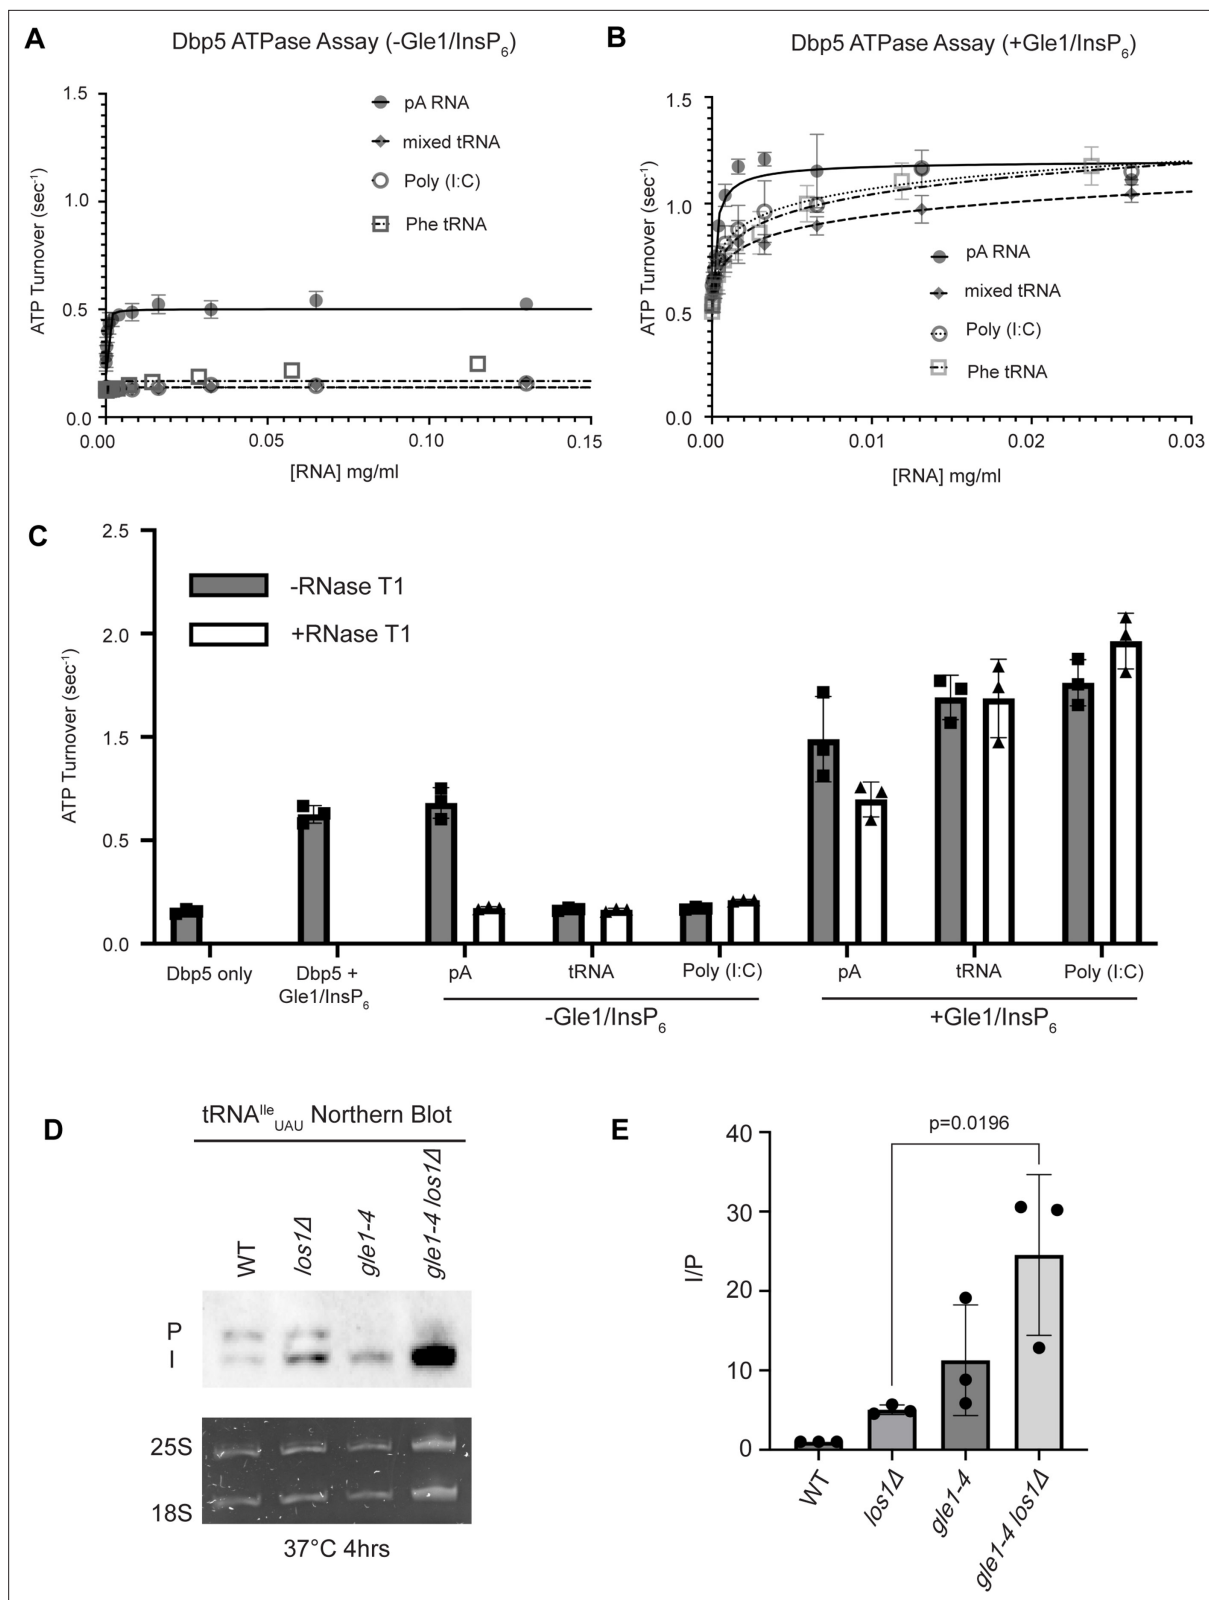 A
Dbp5 ATPase Assay (-Gle1/InsP6)
1.5
1.0
0.5
0.0
ATP Turnover (sec-1)
pA RNA
mixed tRNA
Poly (I:C)
Phe tRNA
0.00
0.05
0.10
0.15
[RNA] mg/ml
B
Dbp5 ATPase Assay (+Gle1/InsP6)
1.5
1.0
0.5
0.0
ATP Turnover (sec-1)
pA RNA
mixed tRNA
Poly (I:C)
Phe tRNA
0.00
0.01
0.02
0.03
[RNA] mg/ml
C
2.5
2.0
1.5
0.5
0.0
ATP Turnover (sec-1)
-RNase T1
+RNase T1
Dbp5 only
Dbp5 +
Gle1/InsP6
pA
tRNA
Poly (I:C)
-Gle1/InsP6
pA
tRNA
Poly (I:C)
+Gle1/InsP6
D
tRNAIleUAU Northern Blot
WT
los1Δ
gle1-4
gle1-4 los1Δ
P
I
25S
18S
37°C 4hrs
E
p=0.0196
40
30
20
10
0
I/P
WT
los1Δ
gle1-4
gle1-4 los1Δ